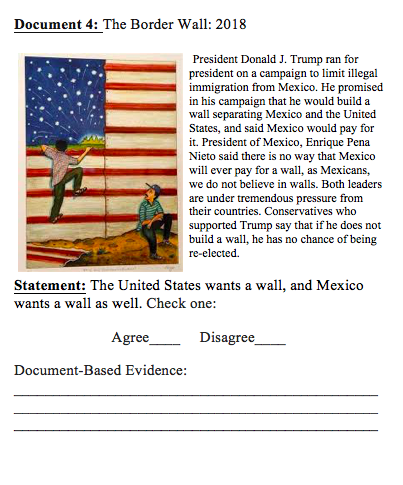 Document 4: The Border Wall: 2018
President Donald J. Trump ran for
president on a campaign to limit illegal
immigration from Mexico. He promised
in his campaign that he would build a
wall separating Mexico and the United
States, and said Mexico would pay for
it. President of Mexico, Enrique Pena
Nieto said there is no way that Mexico
will ever pay for a wall, as Mexicans,
we do not believe in walls. Both leaders
are under tremendous pressure from
their countries. Conservatives who
supported Trump say that if he does not
build a wall, he has no chance of being
re-elected.
Statement: The United States wants a wall, and Mexico
wants a wall as well. Check one:
Agree____ Disagree____
Document-Based Evidence: